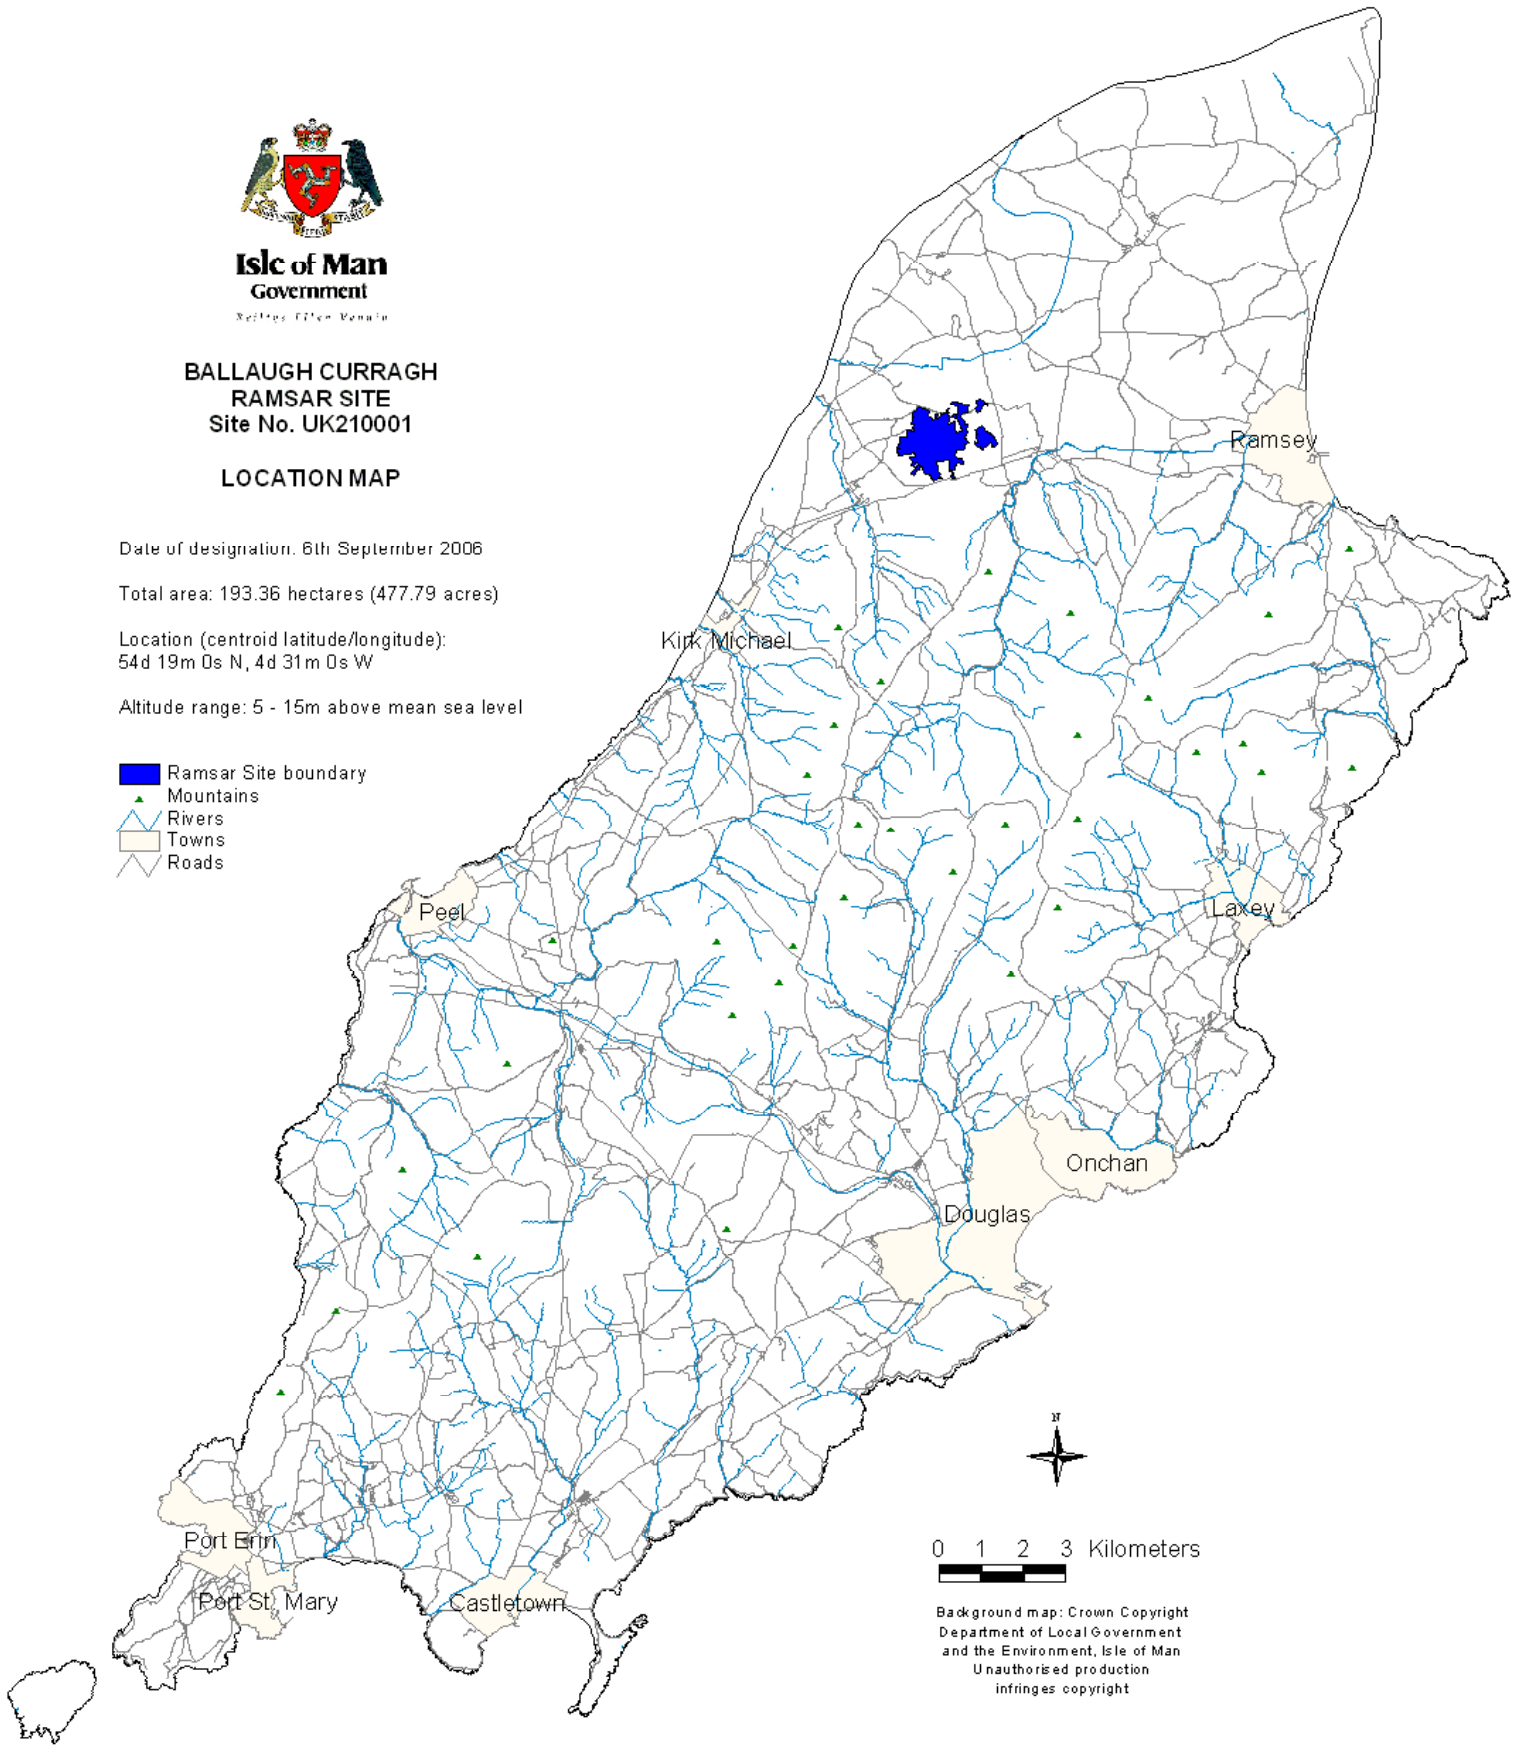 Isle of Man
Government
Reiltys Ellan Vannin
BALLAUGH CURRAGH
RAMSAR SITE
Site No. UK210001
LOCATION MAP
Date of designation: 6th September 2006
Total area: 193.36 hectares (477.79 acres)
Location (centroid latitude/longitude):
54d 19m 0s N, 4d 31m 0s W
Altitude range: 5 - 15m above mean sea level
Ramsar Site boundary
Mountains
Rivers
Towns
Roads
Ramsey
Kirk Michael
Peel
Laxey
Onchan
Douglas
Port Erin
Port St. Mary
Castletown
N
0 1 2 3 Kilometers
Background map: Crown Copyright
Department of Local Government
and the Environment, Isle of Man
Unauthorised production
infringes copyright